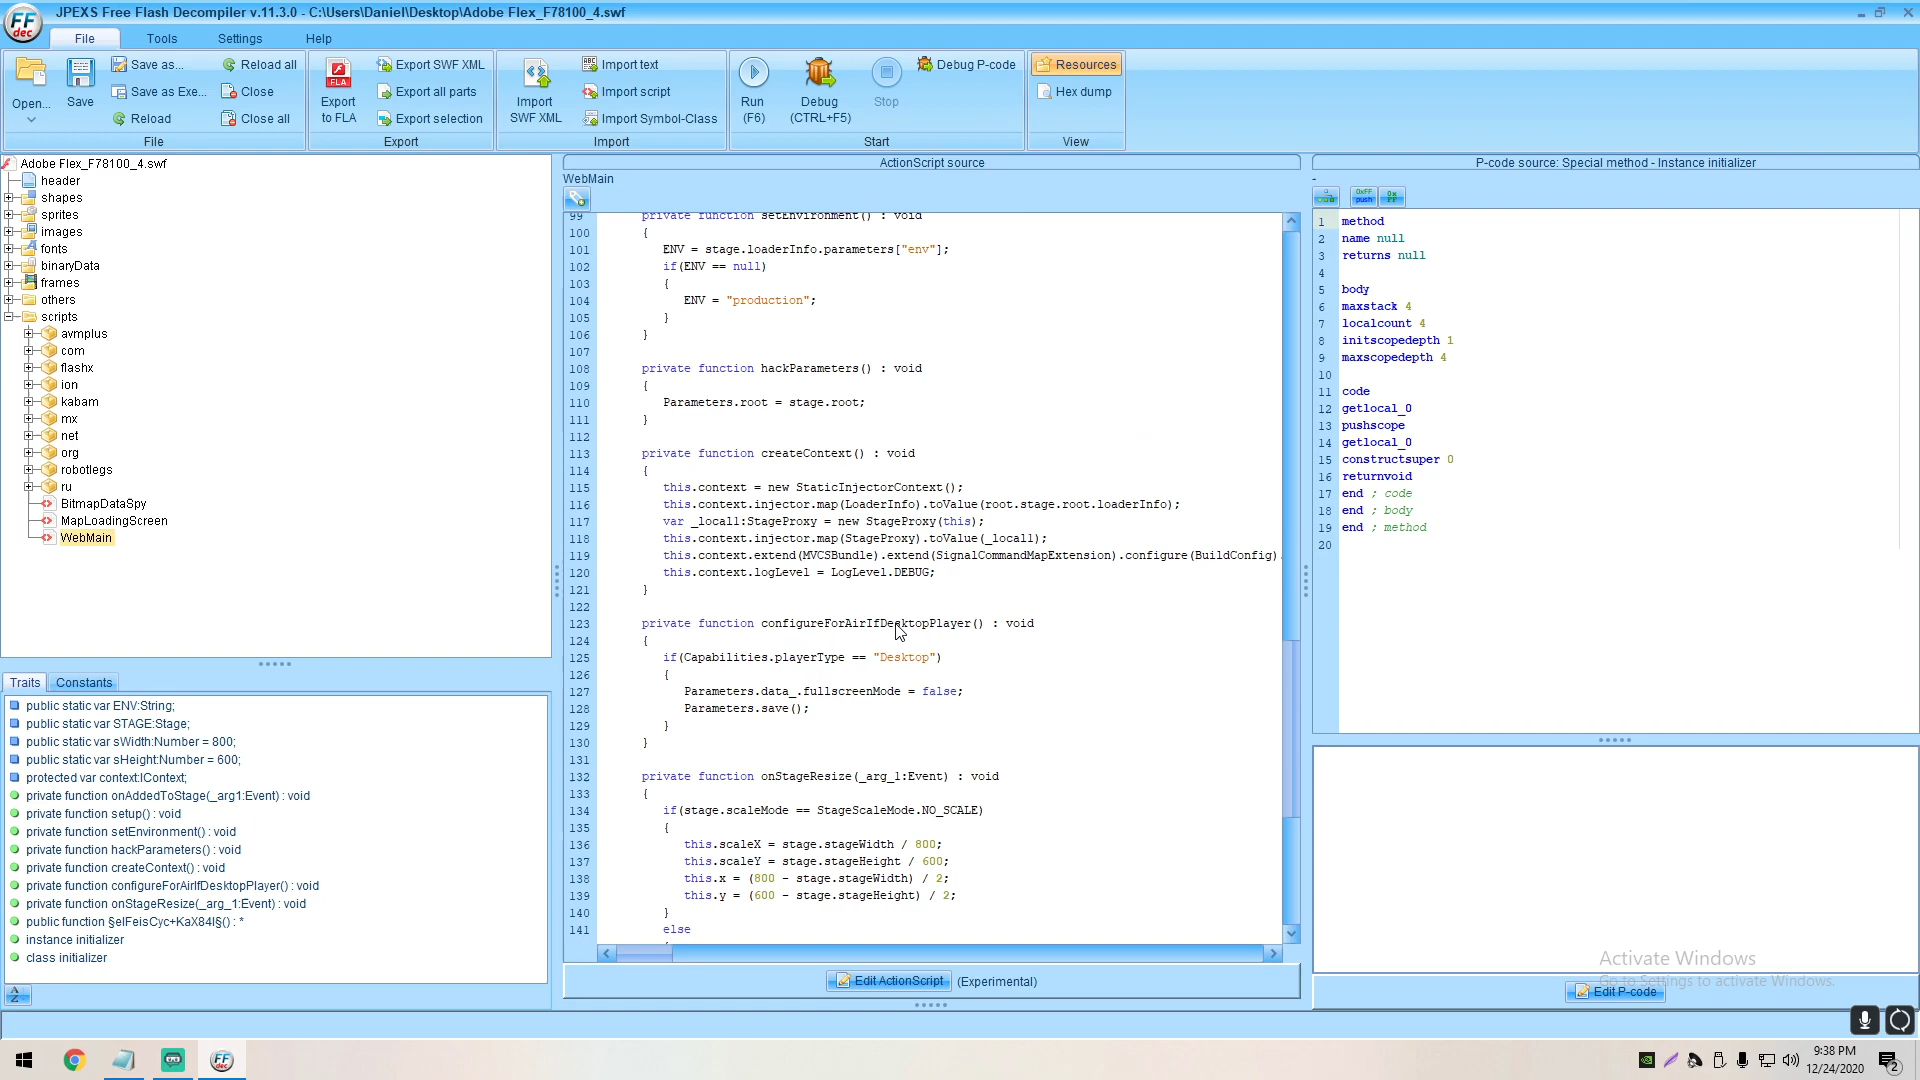 JPEXS Free Flash Decompiler v.11.3.0 - C:\Users\Daniel\Desktop\Adobe Flex_F78100_4.swf
File Tools Settings Help
Open...
Save
Save as...
Save as Exe...
Reload
Reload all
Close
Close all
File
Export to FLA
Export SWF XML
Export all parts
Export selection
Export
Import SWF XML
Import text
Import script
Import Symbol-Class
Import
Run (F6)
Debug (CTRL+F5)
Stop
Debug P-code
Start
Resources
Hex dump
View
Adobe Flex_F78100_4.swf
header
shapes
sprites
images
fonts
binaryData
frames
others
scripts
avmplus
com
flashx
ion
kabam
mx
net
org
robotlegs
ru
BitmapDataSpy
MapLoadingScreen
WebMain
Traits Constants
public static var ENV:String;
public static var STAGE:Stage;
public static var sWidth:Number = 800;
public static var sHeight:Number = 600;
protected var context:IContext;
private function onAddedToStage(_arg1:Event) : void
private function setup() : void
private function setEnvironment() : void
private function hackParameters() : void
private function createContext() : void
private function configureForAirIfDesktopPlayer() : void
private function onStageResize(_arg_1:Event) : void
instance initializer
class initializer
ActionScript source
WebMain
99 private function setEnvironment() : void
100 {
101 ENV = stage.loaderInfo.parameters["env"];
102 if(ENV == null)
103 {
104 ENV = "production";
105 }
106 }
107
108 private function hackParameters() : void
109 {
110 Parameters.root = stage.root;
111 }
112
113 private function createContext() : void
114 {
115 this.context = new StaticInjectorContext();
116 this.context.injector.map(LoaderInfo).toValue(root.stage.root.loaderInfo);
117 var _local1:StageProxy = new StageProxy(this);
118 this.context.injector.map(StageProxy).toValue(_local1);
119 this.context.extend(MVCSBundle).extend(SignalCommandMapExtension).configure(BuildConfig).
120 this.context.logLevel = LogLevel.DEBUG;
121 }
122
123 private function configureForAirIfDesktopPlayer() : void
124 {
125 if(Capabilities.playerType == "Desktop")
126 {
127 Parameters.data_.fullscreenMode = false;
128 Parameters.save();
129 }
130 }
131
132 private function onStageResize(_arg_1:Event) : void
133 {
134 if(stage.scaleMode == StageScaleMode.NO_SCALE)
135 {
136 this.scaleX = stage.stageWidth / 800;
137 this.scaleY = stage.stageHeight / 600;
138 this.x = (800 - stage.stageWidth) / 2;
139 this.y = (600 - stage.stageHeight) / 2;
140 }
141 else
Edit ActionScript (Experimental)
P-code source: Special method - Instance initializer
-
1 method
2 name null
3 returns null
4
5 body
6 maxstack 4
7 localcount 4
8 initscopedepth 1
9 maxscopedepth 4
10
11 code
12 getlocal_0
13 pushscope
14 getlocal_0
15 constructsuper 0
16 returnvoid
17 end ; code
18 end ; body
19 end ; method
20
Activate Windows
Go to Settings to activate Windows.
Edit P-code
9:38 PM
12/24/2020
2